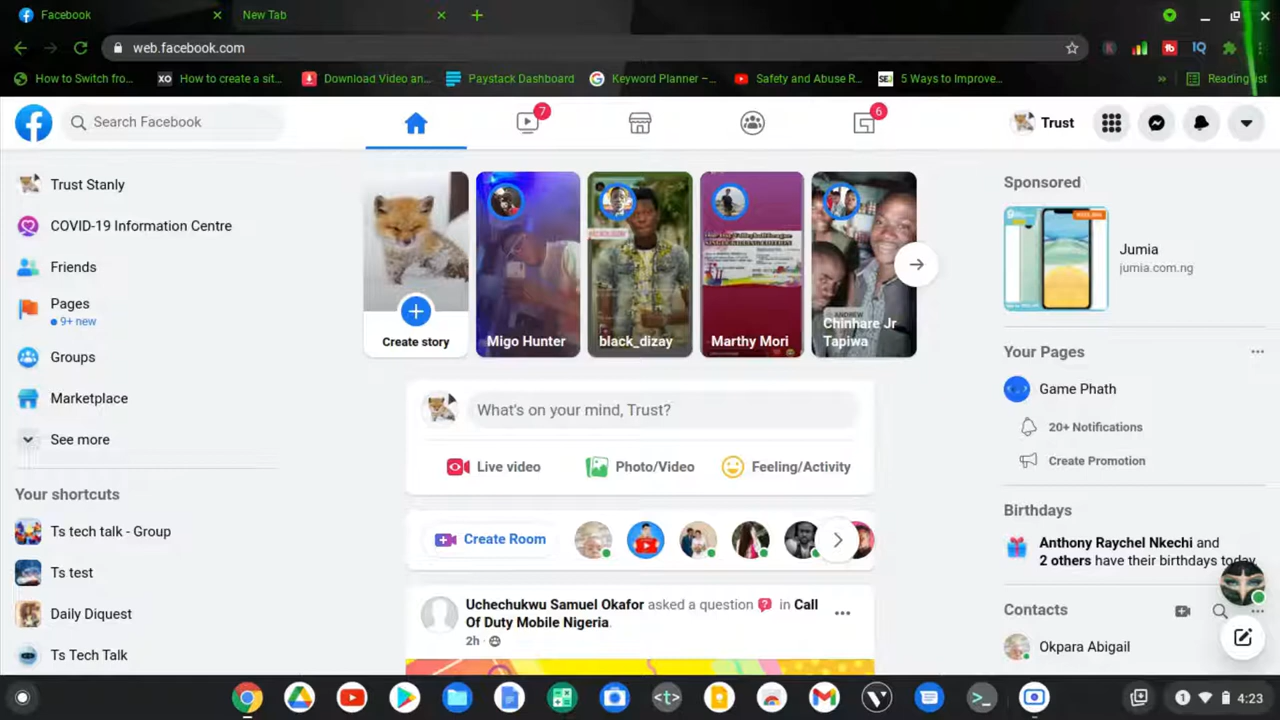 Facebook
New Tab
web.facebook.com
How to Switch fro...
XO How to create a sit...
Download Video an...
Paystack Dashboard
Keyword Planner –...
Safety and Abuse R...
SEJ 5 Ways to Improve...
»
Reading list
Search Facebook
7
6
Trust
Trust Stanly
COVID-19 Information Centre
Friends
Pages
9+ new
Groups
Marketplace
See more
Your shortcuts
Ts tech talk - Group
Ts test
Daily Diquest
Ts Tech Talk
Create story
Migo Hunter
black_dizay
Marthy Mori
ANDREW
Chinhare Jr
Tapiwa
What's on your mind, Trust?
Live video
Photo/Video
Feeling/Activity
Create Room
Uchechukwu Samuel Okafor asked a question in Call
Of Duty Mobile Nigeria.
2h ·
Sponsored
Jumia
jumia.com.ng
Your Pages
Game Phath
20+ Notifications
Create Promotion
Birthdays
Anthony Raychel Nkechi and
2 others have their birthdays today.
Contacts
Okpara Abigail
1
4:23